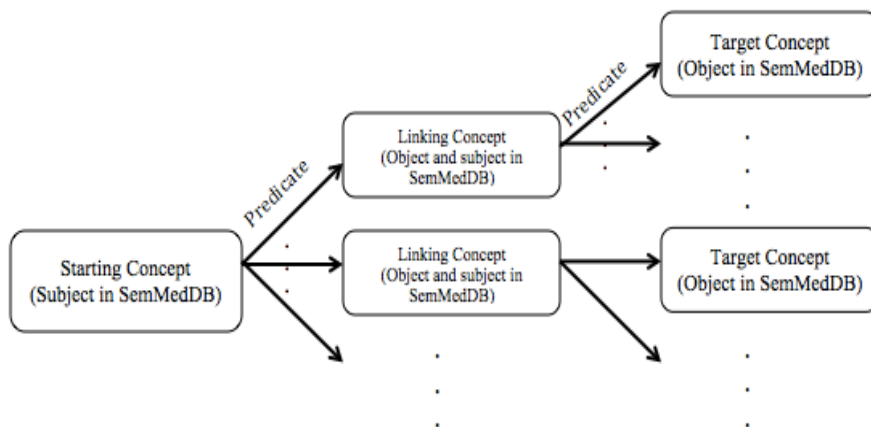 Target Concept
(Object in SemMedDB)
Predicate
Linking Concept
(Object and subject in
SemMedDB)
Predicate
Starting Concept
(Subject in SemMedDB)
Linking Concept
(Object and subject in
SemMedDB)
Target Concept
(Object in SemMedDB)